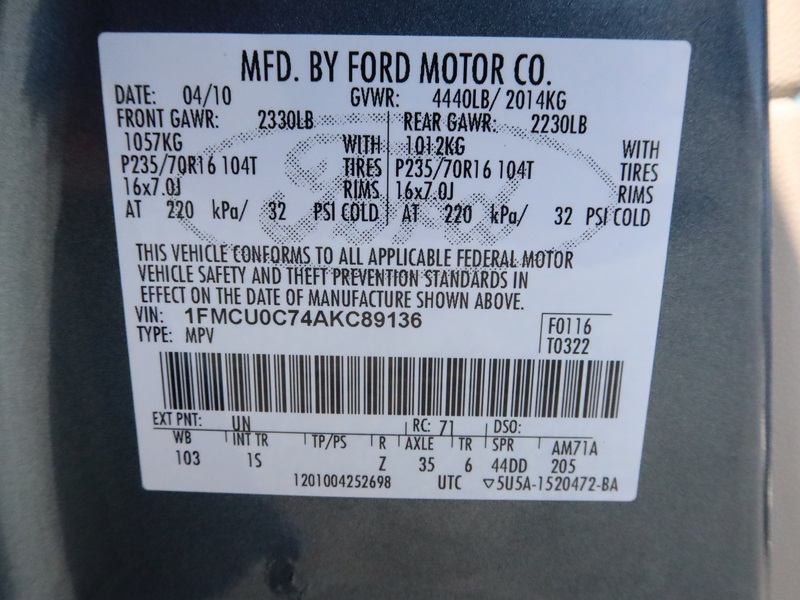 MFD. BY FORD MOTOR CO.
DATE: 04/10 GVWR: 4440LB/ 2014KG
FRONT GAWR: 2330LB REAR GAWR: 2230LB
1057KG WITH 1012KG WITH
P235/70R16 104T TIRES P235/70R16 104T TIRES
16x7.0J RIMS 16x7.0J RIMS
AT 220 kPa/ 32 PSI COLD AT 220 kPa/ 32 PSI COLD
Ford
THIS VEHICLE CONFORMS TO ALL APPLICABLE FEDERAL MOTOR
VEHICLE SAFETY AND THEFT PREVENTION STANDARDS IN
EFFECT ON THE DATE OF MANUFACTURE SHOWN ABOVE.
VIN: 1FMCU0C74AKC89136 F0116
TYPE: MPV T0322
EXT PNT: UN RC: 71 DSO:
WB INT TR TP/PS R AXLE TR SPR AM71A
103 1S Z 35 6 44DD 205
1201004252698 UTC ▽5U5A-1520472-BA